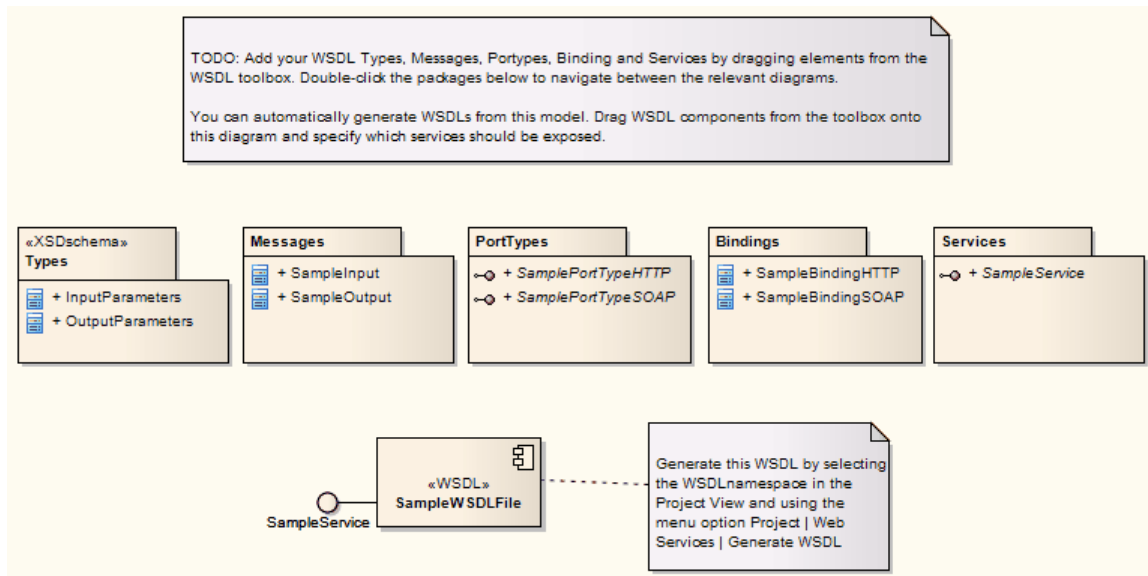 TODO: Add your WSDL Types, Messages, Portypes, Binding and Services by dragging elements from the
WSDL toolbox. Double-click the packages below to navigate between the relevant diagrams.
You can automatically generate WSDLs from this model. Drag WSDL components from the toolbox onto
this diagram and specify which services should be exposed.
«XSDschema»
Types
+ InputParameters
+ OutputParameters
Messages
+ SampleInput
+ SampleOutput
PortTypes
+ SamplePortTypeHTTP
+ SamplePortTypeSOAP
Bindings
+ SampleBindingHTTP
+ SampleBindingSOAP
Services
+ SampleService
«WSDL»
SampleWSDLFile
SampleService
Generate this WSDL by selecting
the WSDLnamespace in the
Project View and using the
menu option Project | Web
Services | Generate WSDL